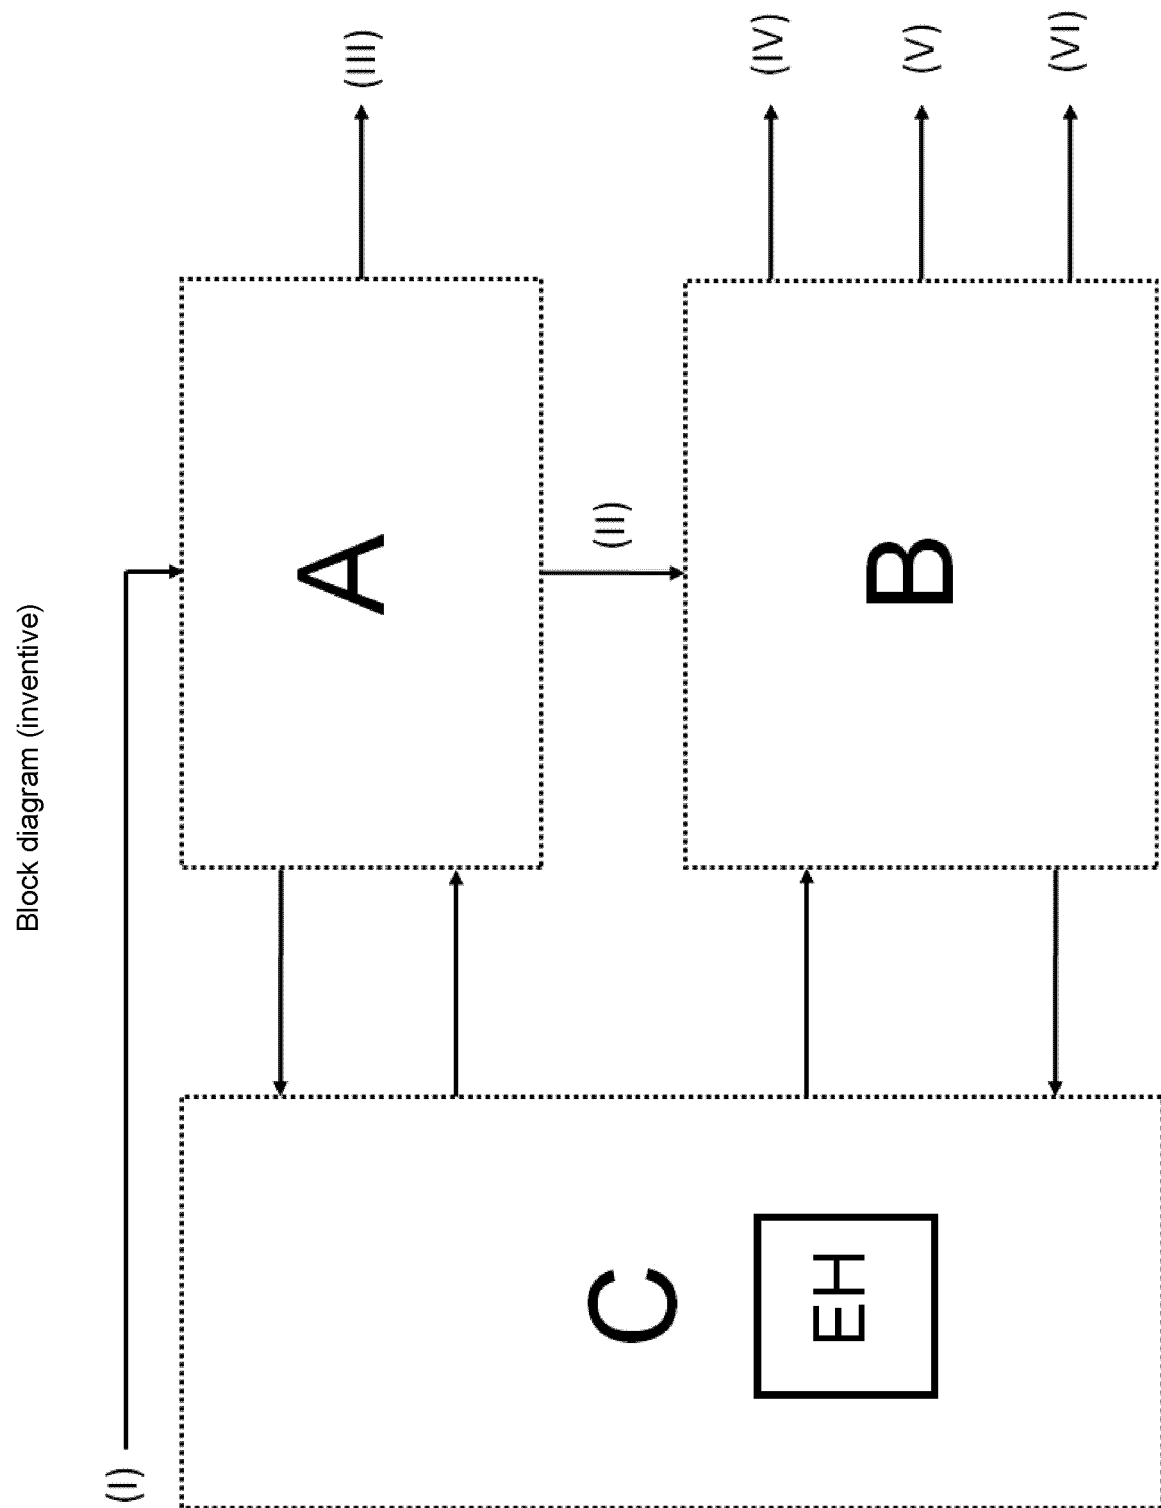 Block diagram (inventive)
(I)
(III)
A
(II)
C
EH
B
(IV)
(V)
(VI)